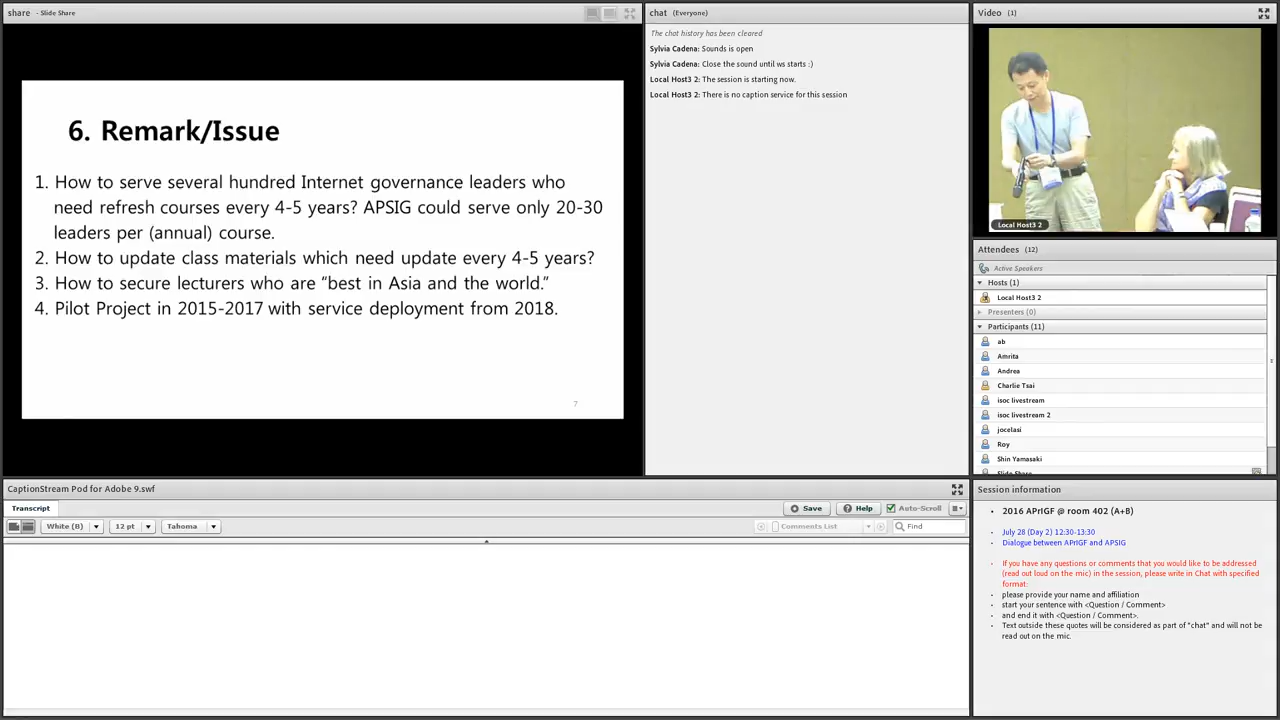 share - Slide Share
6. Remark/Issue
1. How to serve several hundred Internet governance leaders who
need refresh courses every 4-5 years? APSIG could serve only 20-30
leaders per (annual) course.
2. How to update class materials which need update every 4-5 years?
3. How to secure lecturers who are “best in Asia and the world.”
4. Pilot Project in 2015-2017 with service deployment from 2018.
7
chat (Everyone)
The chat history has been cleared
Sylvia Cadena: Sounds is open
Sylvia Cadena: Close the sound until ws starts :)
Local Host3 2: The session is starting now.
Local Host3 2: There is no caption service for this session
Video (1)
Local Host3 2
Attendees (12)
Active Speakers
Hosts (1)
Local Host3 2
Presenters (0)
Participants (11)
ab
Amrita
Andrea
Charlie Tsai
isoc livestream
isoc livestream 2
jocelasi
Roy
Shin Yamasaki
Slide Share
CaptionStream Pod for Adobe 9.swf
Transcript
Save
Help
Auto-Scroll
White (B)
12 pt
Tahoma
Comments List
Find
Session information
• 2016 APrIGF @ room 402 (A+B)
• July 28 (Day 2) 12:30-13:30
• Dialogue between APrIGF and APSIG
• If you have any questions or comments that you would like to be addressed
(read out loud on the mic) in the session, please write in Chat with specified
format:
• please provide your name and affiliation
• start your sentence with <Question / Comment>
• and end it with <Question / Comment>.
• Text outside these quotes will be considered as part of "chat" and will not be
read out on the mic.